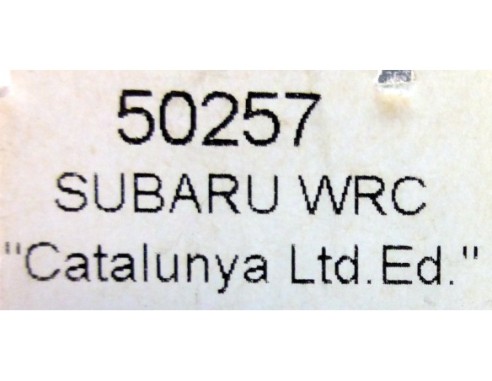 50257
SUBARU WRC
"Catalunya Ltd.Ed."